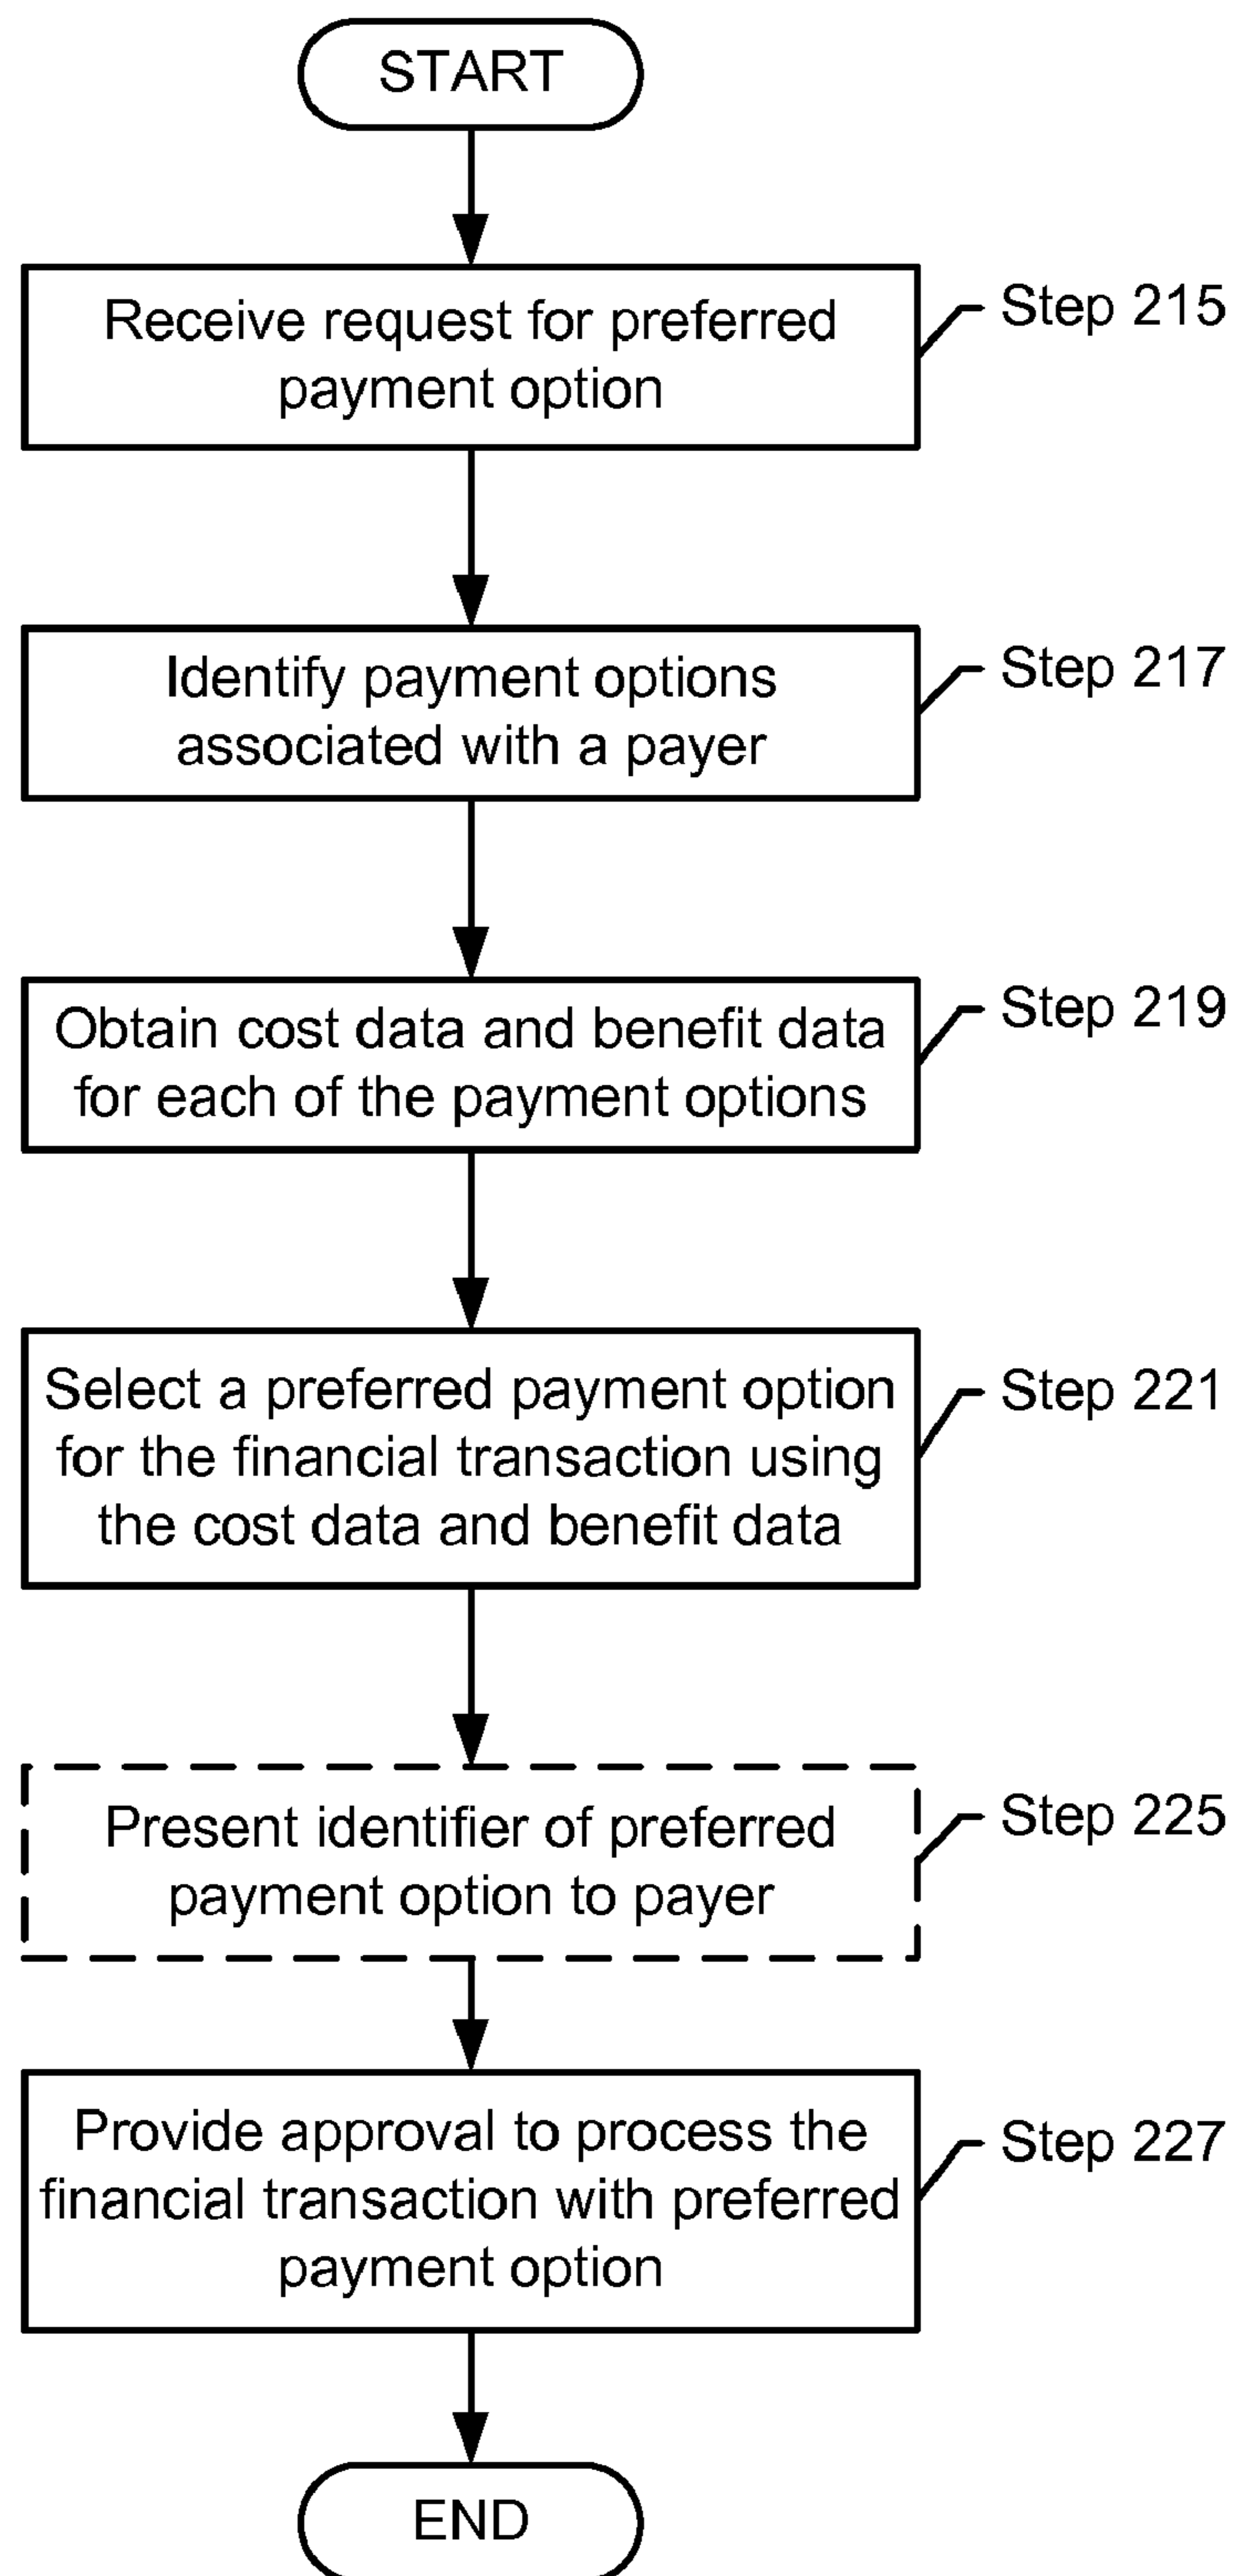 START
Receive request for preferred
payment option
Step 215
Identify payment options
associated with a payer
Step 217
Obtain cost data and benefit data
for each of the payment options
Step 219
Select a preferred payment option
for the financial transaction using
the cost data and benefit data
Step 221
Present identifier of preferred
payment option to payer
Step 225
Provide approval to process the
financial transaction with preferred
payment option
Step 227
END